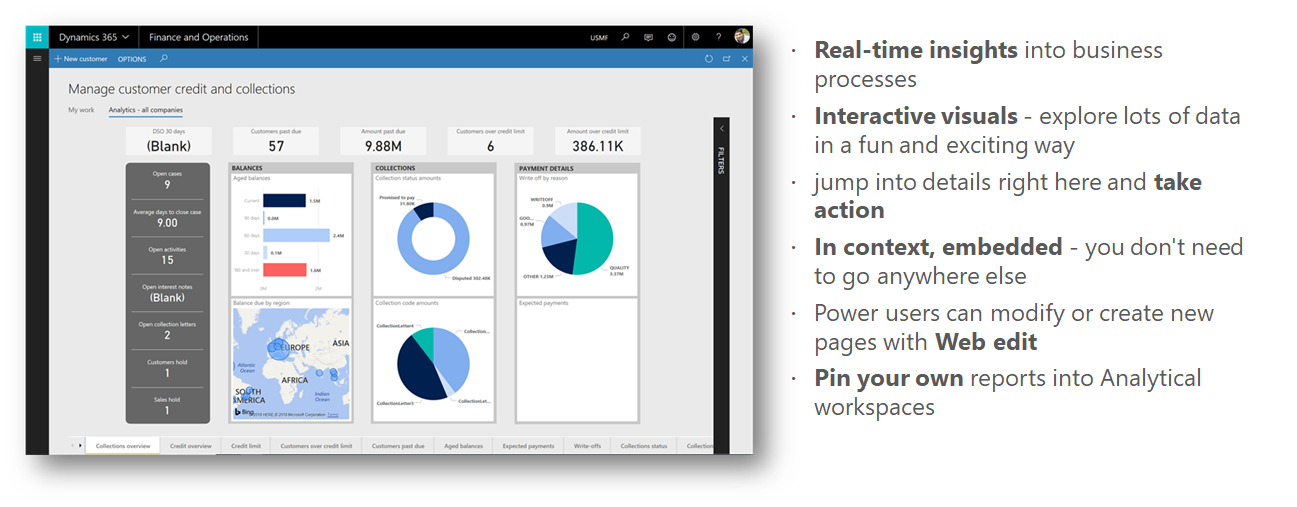 Dynamics 365
Finance and Operations
USMF
?
+ New customer OPTIONS
Manage customer credit and collections
My work Analytics - all companies
DSO 30 days
(Blank)
Customers past due
57
Amount past due
9.88M
Customers over credit limit
6
Amount over credit limit
386.11K
FILTERS
Open cases
9
Average days to close case
9.00
Open activities
15
Open interest notes
(Blank)
Open collection letters
2
Customers hold
1
Sales hold
1
BALANCES
Aged balances
Current
1.5M
90 days
0.0M
60 days
2.4M
30 days
0.1M
180 and over
1.6M
0M 2M
Balance due by region
EUROPE
ASIA
Atlantic
Ocean
AFRICA
Indian
Ocean
SOUTH
AMERICA
Bing
COLLECTIONS
Collection status amounts
Promised to pay
31.80K
Disputed 302.48K
Collection code amounts
CollectionLetter4
Collection...
CollectionLetter5
CollectionLet...
PAYMENT DETAILS
Write off by reason
WRITEOFF
0.9M
GOO...
0.97M
OTHER 1.23M
QUALITY
3.37M
Expected payments
Collections overview
Credit overview
Credit limit
Customers over credit limit
Customers past due
Aged balances
Expected payments
Write-offs
Collections status
Collection
· Real-time insights into business
processes
· Interactive visuals - explore lots of data
in a fun and exciting way
· jump into details right here and take
action
· In context, embedded - you don't need
to go anywhere else
· Power users can modify or create new
pages with Web edit
· Pin your own reports into Analytical
workspaces